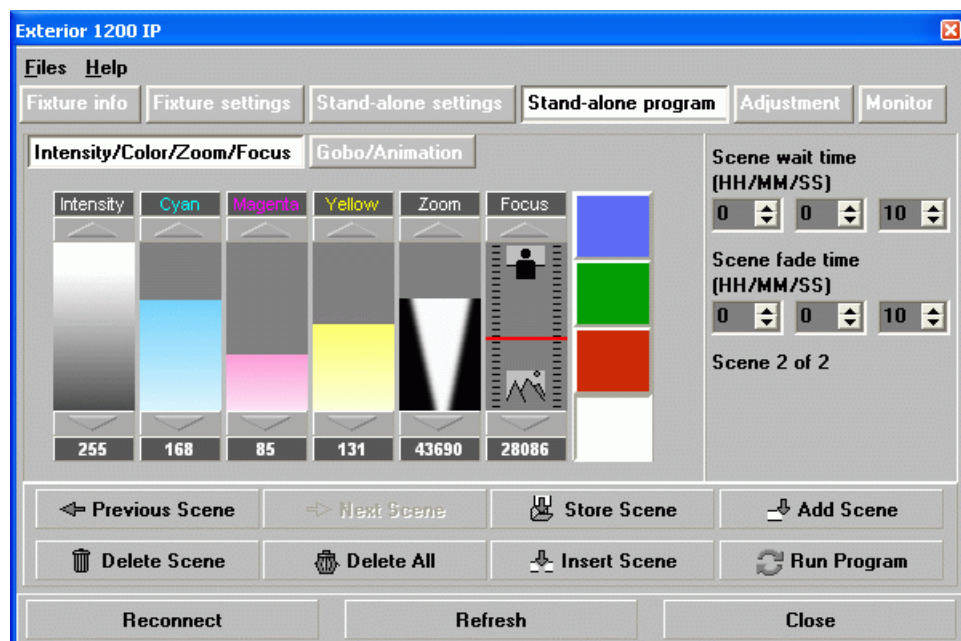 Exterior 1200 IP
Files Help
Fixture info Fixture settings Stand-alone settings Stand-alone program Adjustment Monitor
Intensity/Color/Zoom/Focus Gobo/Animation
Intensity Cyan Magenta Yellow Zoom Focus
255 168 85 131 43690 28086
Scene wait time
(HH/MM/SS)
0 0 10
Scene fade time
(HH/MM/SS)
0 0 10
Scene 2 of 2
Previous Scene Next Scene Store Scene Add Scene
Delete Scene Delete All Insert Scene Run Program
Reconnect Refresh Close